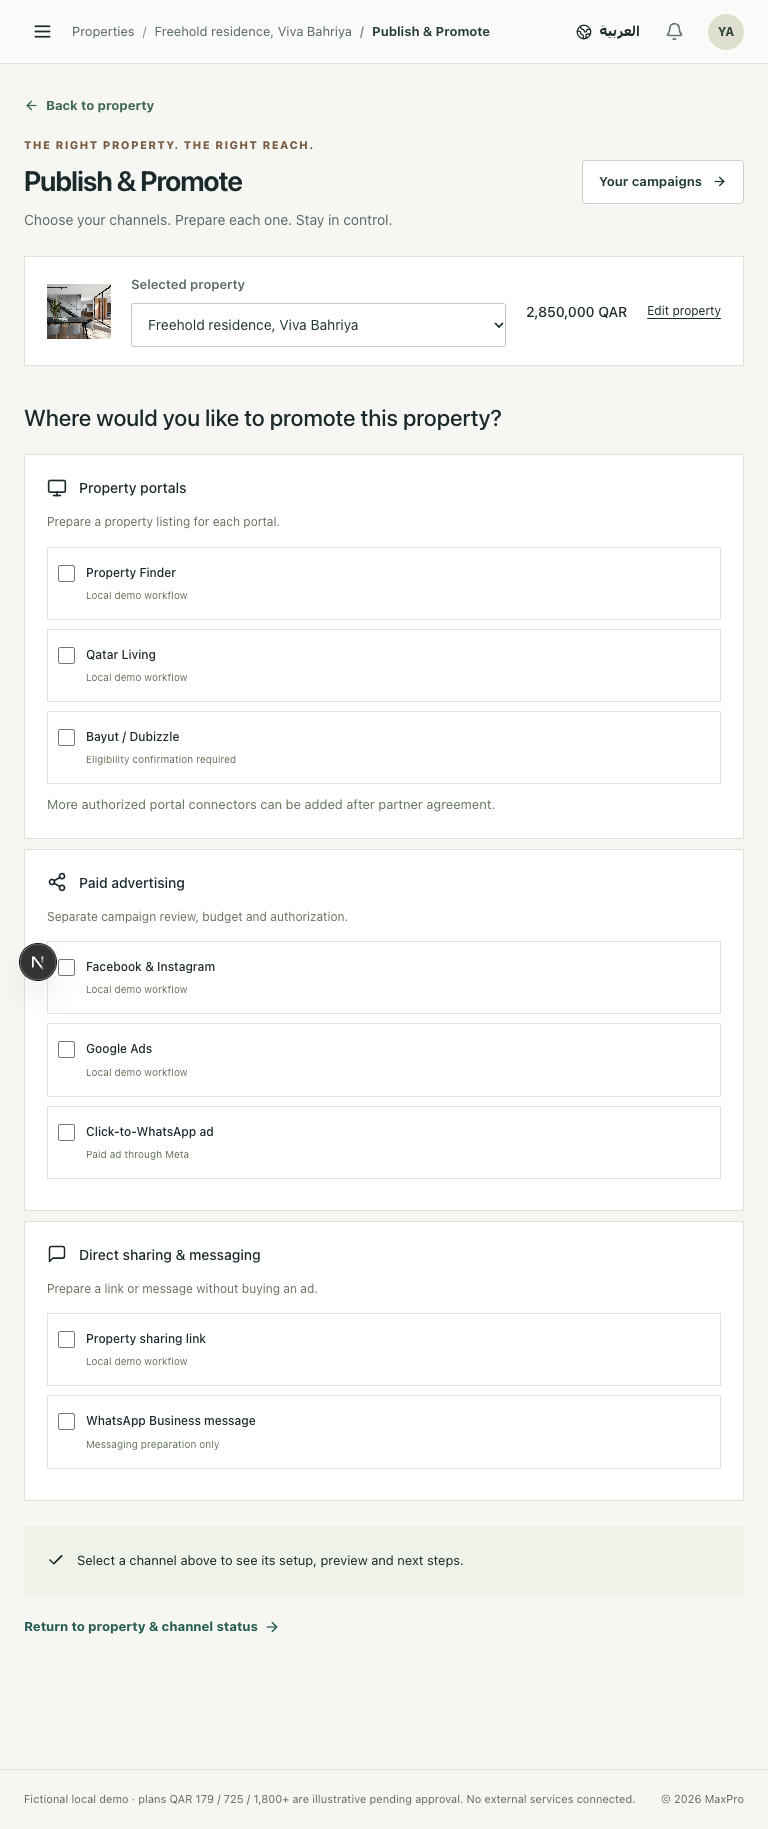 Properties / Freehold residence, Viva Bahriya / Publish & Promote
العربية
YA
Back to property
THE RIGHT PROPERTY. THE RIGHT REACH.
Publish & Promote
Your campaigns
Choose your channels. Prepare each one. Stay in control.
Selected property
Freehold residence, Viva Bahriya
2,850,000 QAR
Edit property
Where would you like to promote this property?
Property portals
Prepare a property listing for each portal.
Property Finder
Local demo workflow
Qatar Living
Local demo workflow
Bayut / Dubizzle
Eligibility confirmation required
More authorized portal connectors can be added after partner agreement.
Paid advertising
Separate campaign review, budget and authorization.
N
Facebook & Instagram
Local demo workflow
Google Ads
Local demo workflow
Click-to-WhatsApp ad
Paid ad through Meta
Direct sharing & messaging
Prepare a link or message without buying an ad.
Property sharing link
Local demo workflow
WhatsApp Business message
Messaging preparation only
Select a channel above to see its setup, preview and next steps.
Return to property & channel status
Fictional local demo · plans QAR 179 / 725 / 1,800+ are illustrative pending approval. No external services connected.
© 2026 MaxPro